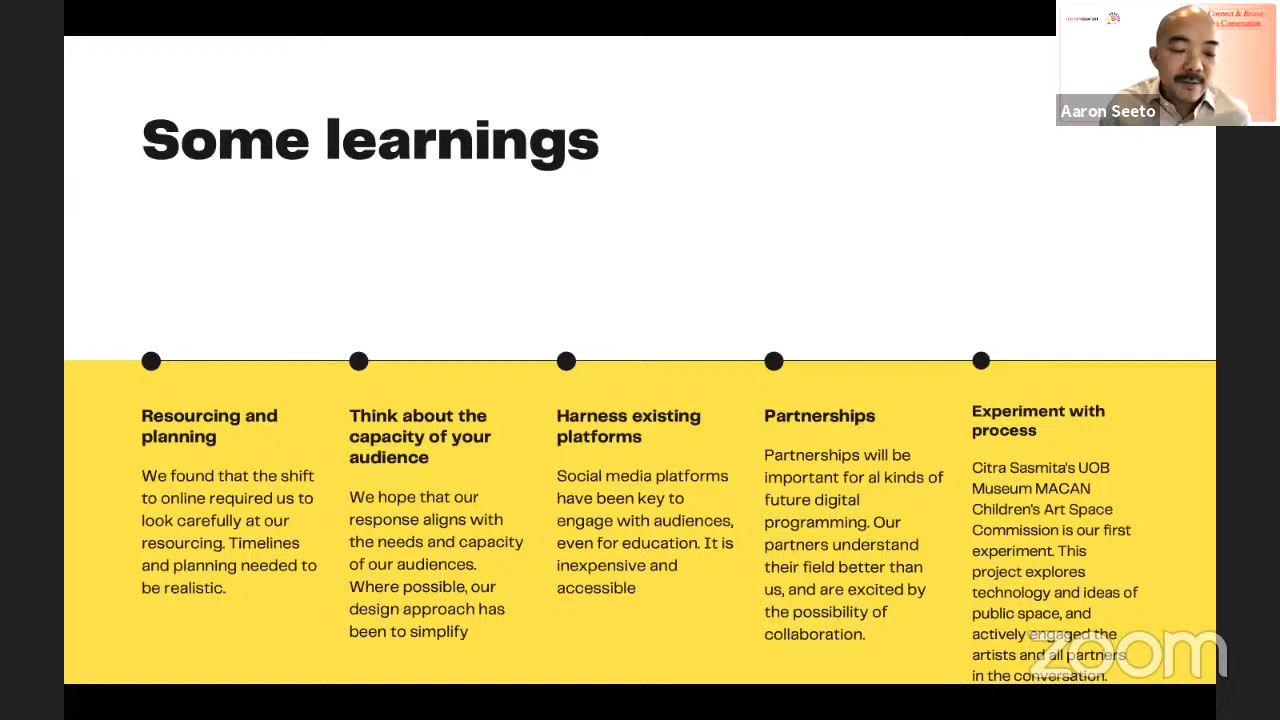 Connect & Revive:
Conversation
Aaron Seeto
Some learnings
Resourcing and
planning
We found that the shift
to online required us to
look carefully at our
resourcing. Timelines
and planning needed to
be realistic.
Think about the
capacity of your
audience
We hope that our
response aligns with
the needs and capacity
of our audiences.
Where possible, our
design approach has
been to simplify
Harness existing
platforms
Social media platforms
have been key to
engage with audiences,
even for education. It is
inexpensive and
accessible
Partnerships
Partnerships will be
important for al kinds of
future digital
programming. Our
partners understand
their field better than
us, and are excited by
the possibility of
collaboration.
Experiment with
process
Citra Sasmita's UOB
Museum MACAN
Children's Art Space
Commission is our first
experiment. This
project explores
technology and ideas of
public space, and
actively engaged the
artists and all partners
in the conversation.
zoom